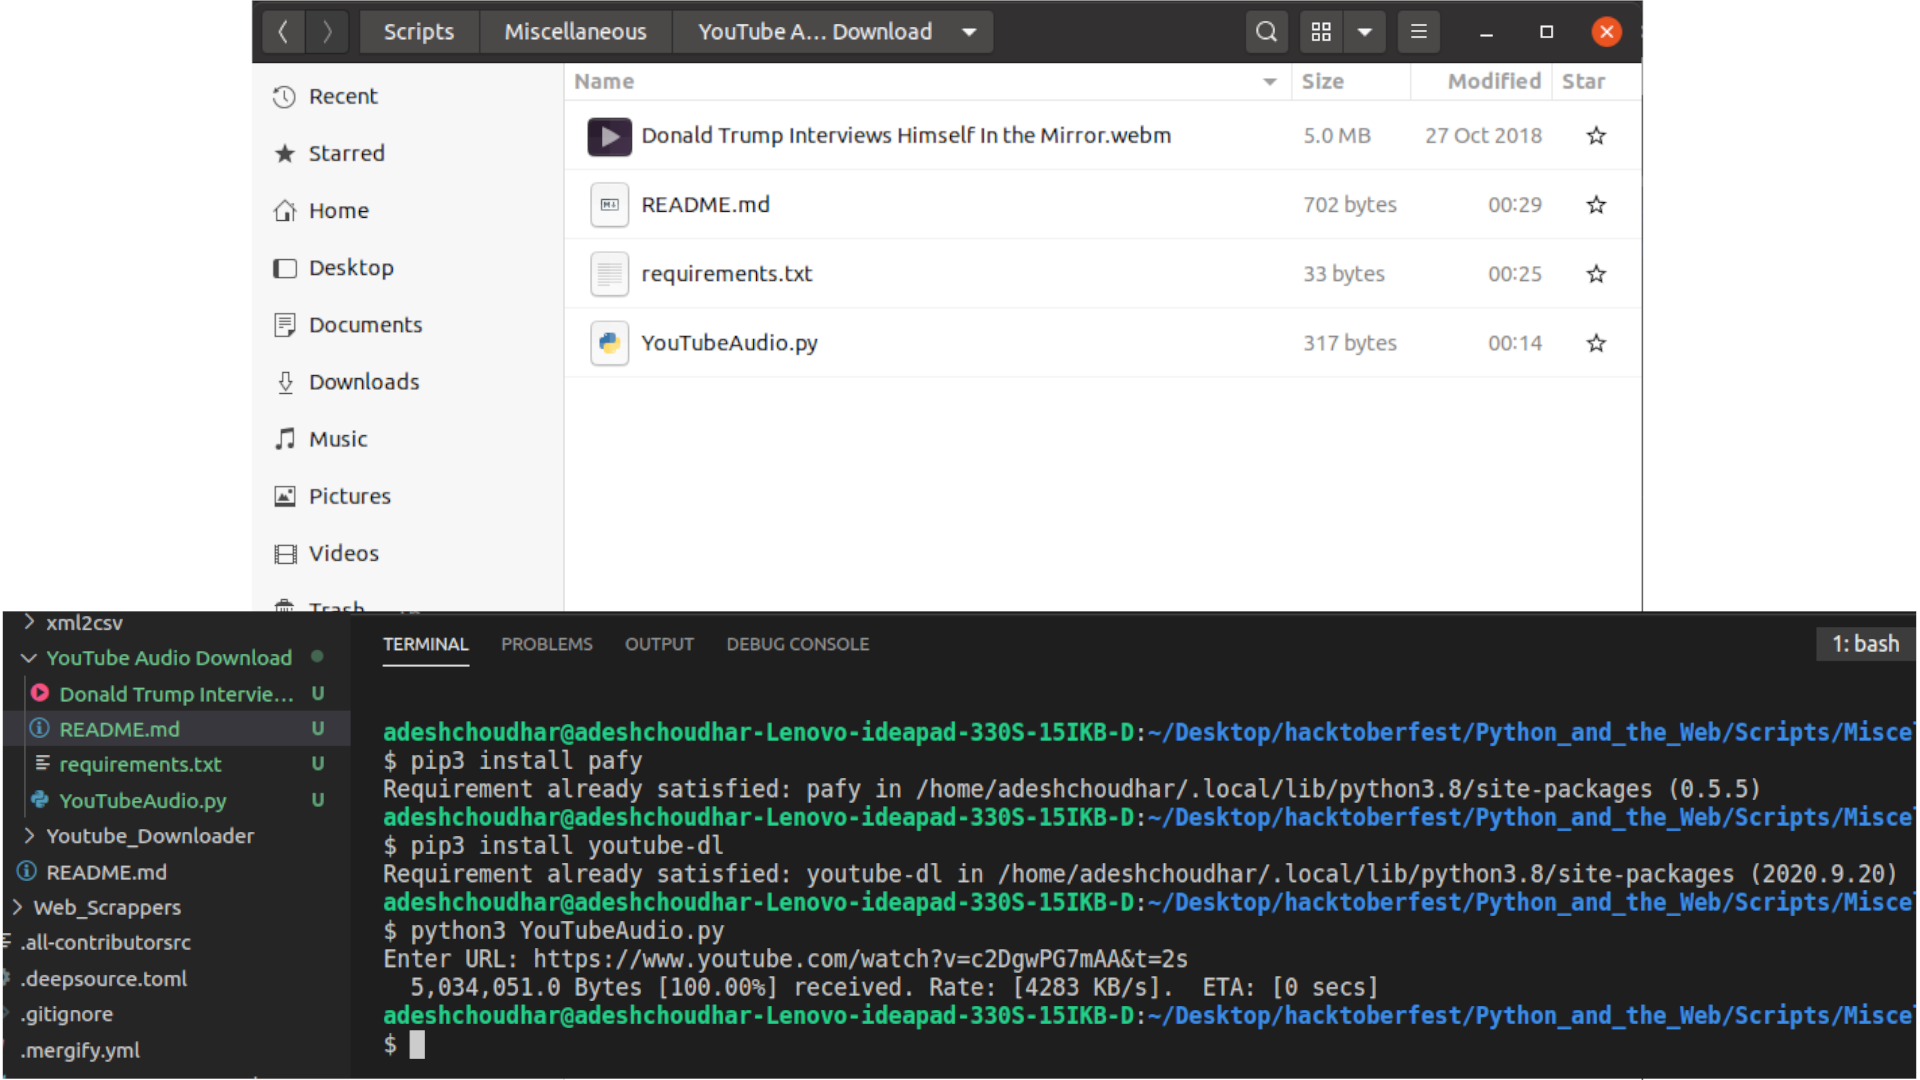 Scripts Miscellaneous YouTube A... Download
Name Size Modified Star
Recent
Starred
Home
Desktop
Documents
Downloads
Music
Pictures
Videos
Trash
Donald Trump Interviews Himself In the Mirror.webm 5.0 MB 27 Oct 2018
README.md 702 bytes 00:29
requirements.txt 33 bytes 00:25
YouTubeAudio.py 317 bytes 00:14
xml2csv
YouTube Audio Download
Donald Trump Intervie... U
README.md U
requirements.txt U
YouTubeAudio.py U
Youtube_Downloader
README.md
Web_Scrappers
.all-contributorsrc
.deepsource.toml
.gitignore
.mergify.yml
TERMINAL PROBLEMS OUTPUT DEBUG CONSOLE 1: bash
adeshchoudhar@adeshchoudhar-Lenovo-ideapad-330S-15IKB-D:~/Desktop/hacktoberfest/Python_and_the_Web/Scripts/Misce
$ pip3 install pafy
Requirement already satisfied: pafy in /home/adeshchoudhar/.local/lib/python3.8/site-packages (0.5.5)
adeshchoudhar@adeshchoudhar-Lenovo-ideapad-330S-15IKB-D:~/Desktop/hacktoberfest/Python_and_the_Web/Scripts/Misce
$ pip3 install youtube-dl
Requirement already satisfied: youtube-dl in /home/adeshchoudhar/.local/lib/python3.8/site-packages (2020.9.20)
adeshchoudhar@adeshchoudhar-Lenovo-ideapad-330S-15IKB-D:~/Desktop/hacktoberfest/Python_and_the_Web/Scripts/Misce
$ python3 YouTubeAudio.py
Enter URL: https://www.youtube.com/watch?v=c2DgwPG7mAA&t=2s
5,034,051.0 Bytes [100.00%] received. Rate: [4283 KB/s]. ETA: [0 secs]
adeshchoudhar@adeshchoudhar-Lenovo-ideapad-330S-15IKB-D:~/Desktop/hacktoberfest/Python_and_the_Web/Scripts/Misce
$